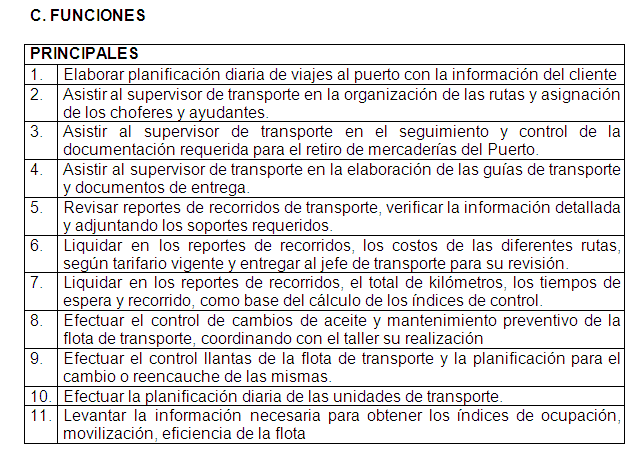 C. FUNCIONES
PRINCIPALES
1. Elaborar planificación diaria de viajes al puerto con la información del cliente
2. Asistir al supervisor de transporte en la organización de las rutas y asignación
de los choferes y ayudantes.
3. Asistir al supervisor de transporte en el seguimiento y control de la
documentación requerida para el retiro de mercaderías del Puerto.
4. Asistir al supervisor de transporte en la elaboración de las guías de transporte
y documentos de entrega.
5. Revisar reportes de recorridos de transporte, verificar la información detallada
y adjuntando los soportes requeridos.
6. Liquidar en los reportes de recorridos, los costos de las diferentes rutas,
según tarifario vigente y entregar al jefe de transporte para su revisión.
7. Liquidar en los reportes de recorridos, el total de kilómetros, los tiempos de
espera y recorrido, como base del cálculo de los índices de control.
8. Efectuar el control de cambios de aceite y mantenimiento preventivo de la
flota de transporte, coordinando con el taller su realización
9. Efectuar el control llantas de la flota de transporte y la planificación para el
cambio o reencauche de las mismas.
10. Efectuar la planificación diaria de las unidades de transporte.
11. Levantar la información necesaria para obtener los índices de ocupación,
movilización, eficiencia de la flota